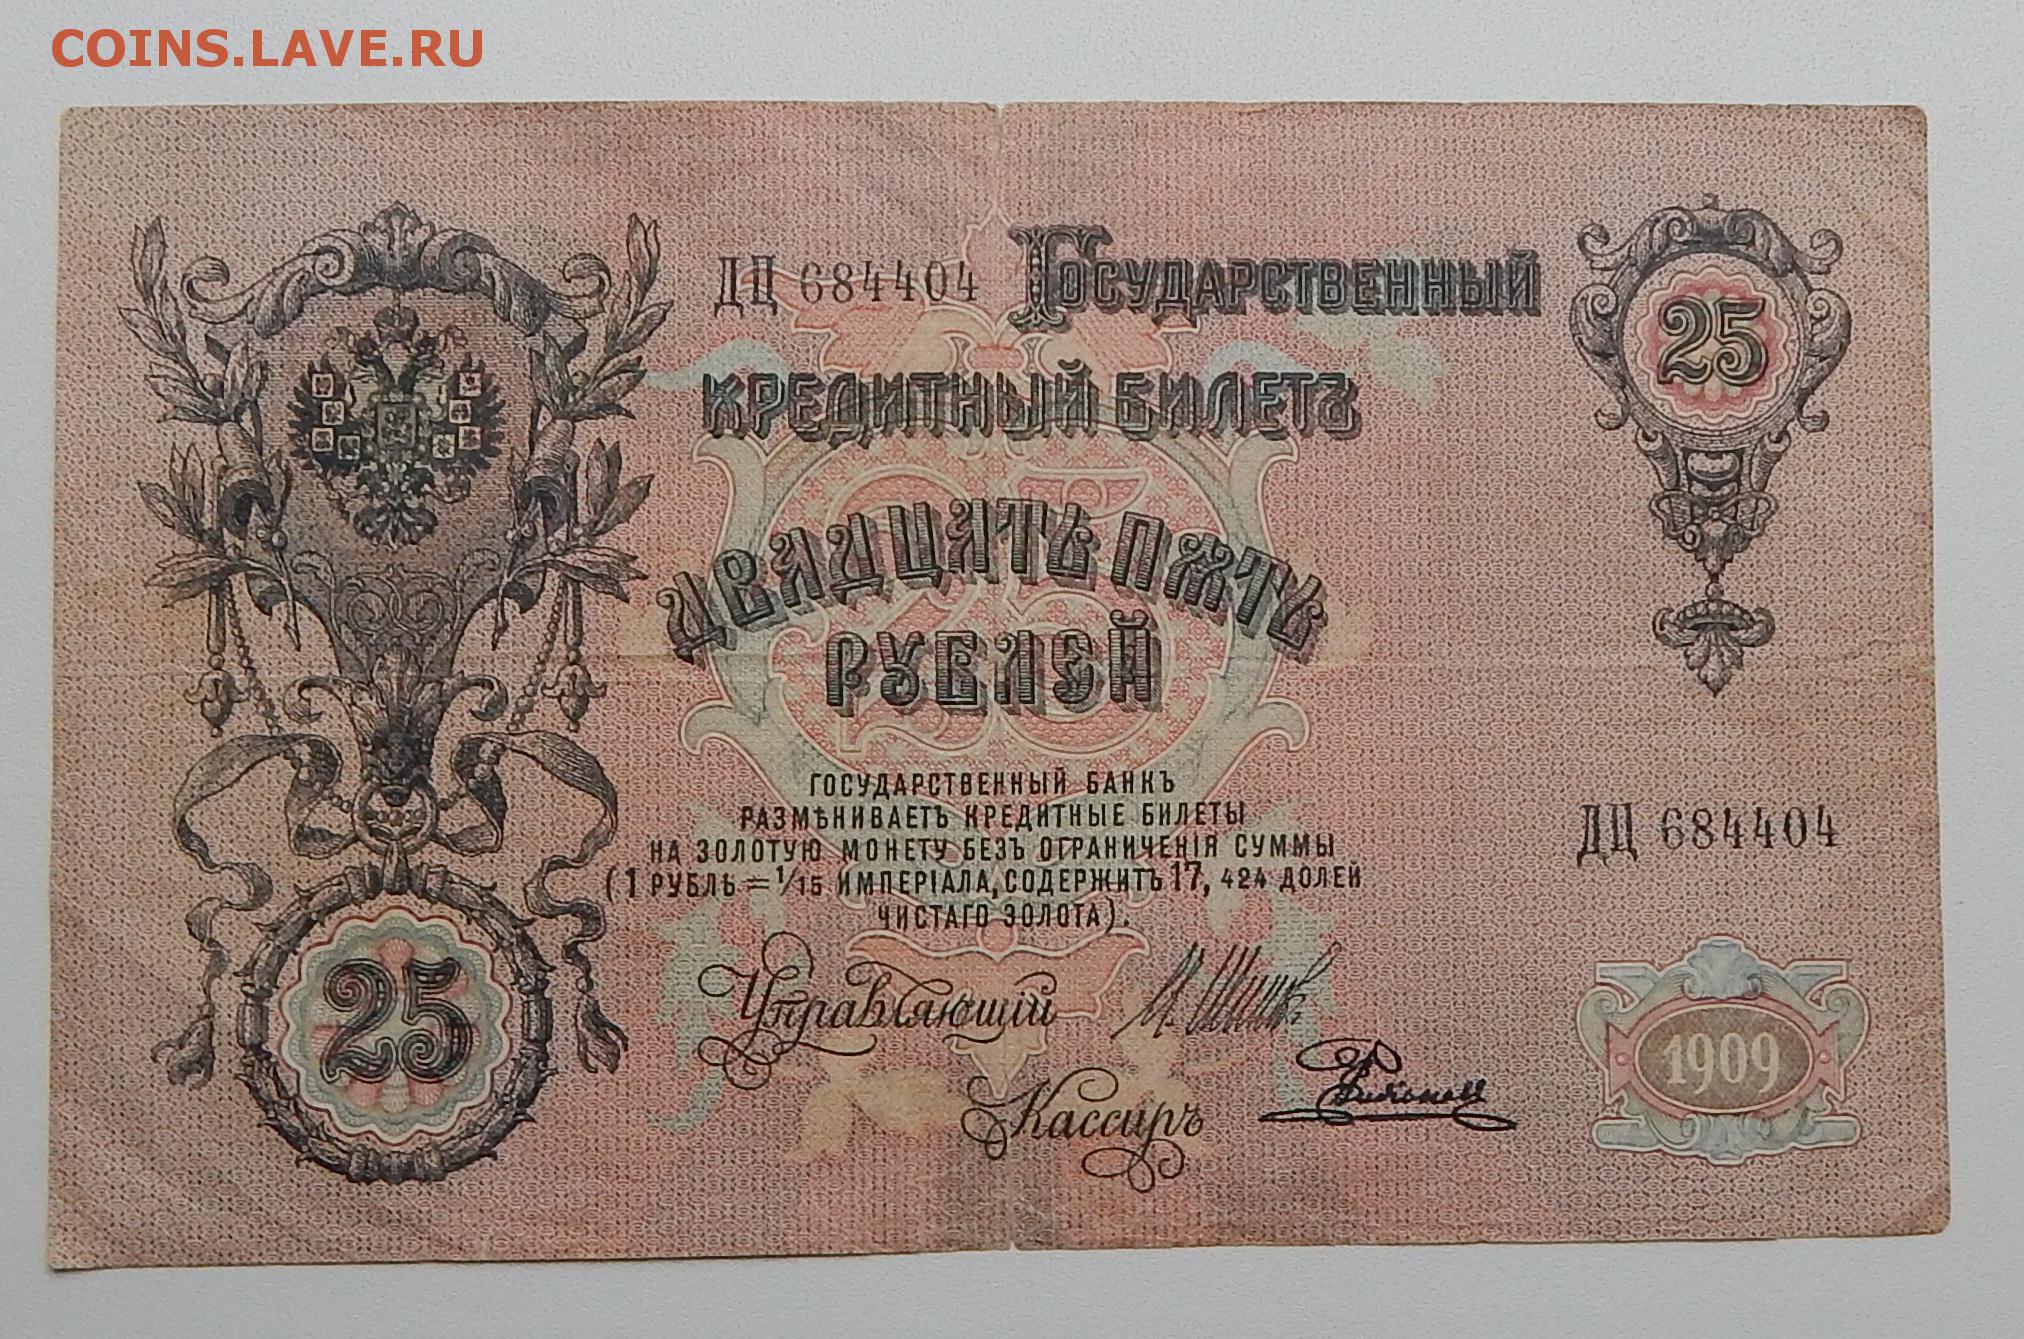 COINS.LAVE.RU
ДЦ 684404 ГОСУДАРСТВЕННЫЙ
25
КРЕДИТНЫЙ БИЛЕТЪ
25
ДВАДЦАТЬ ПЯТЬ
РУБЛЕЙ
ГОСУДАРСТВЕННЫЙ БАНКЪ
РАЗМѢНИВАЕТЪ КРЕДИТНЫЕ БИЛЕТЫ
НА ЗОЛОТУЮ МОНЕТУ БЕЗЪ ОГРАНИЧЕНІЯ СУММЫ
(1 РУБЛЬ = 1/15 ИМПЕРІАЛА, СОДЕРЖИТЪ 17, 424 ДОЛЕЙ
ЧИСТАГО ЗОЛОТА).
ДЦ 684404
25
Управляющій
Кассиръ
1909